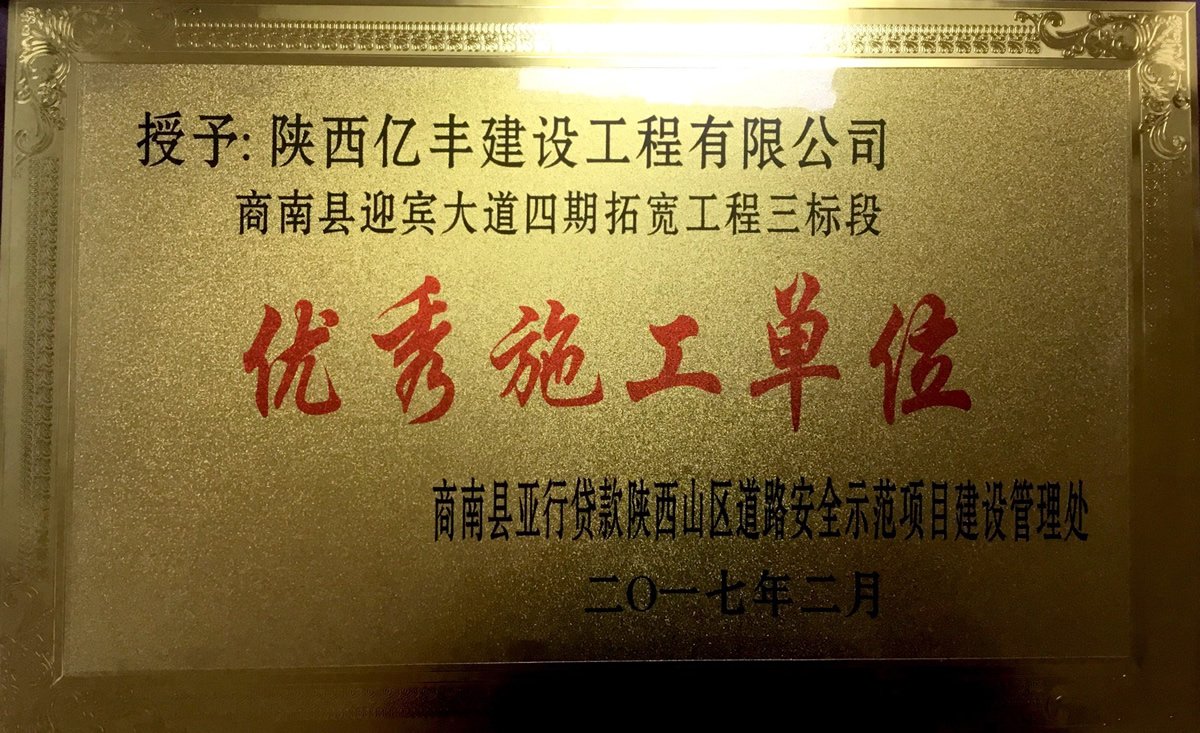 授予: 陕西亿丰建设工程有限公司
商南县迎宾大道四期拓宽工程三标段
优秀施工单位
商南县亚行贷款陕西山区道路安全示范项目建设管理处
二〇一七年二月